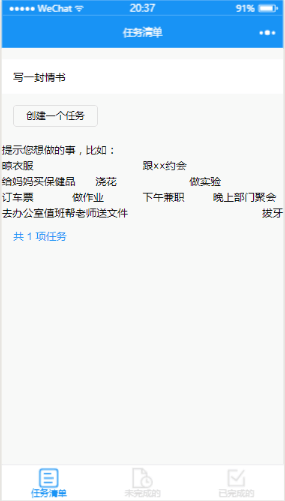 ●●●●● WeChat 20:37 91%
任务清单 •••
写一封情书
创建一个任务
提示您想做的事，比如：
晾衣服 跟xx约会
给妈妈买保健品 浇花 做实验
订车票 做作业 下午兼职 晚上部门聚会
去办公室值班帮老师送文件 拔牙
共 1 项任务
任务清单 未完成的 已完成的